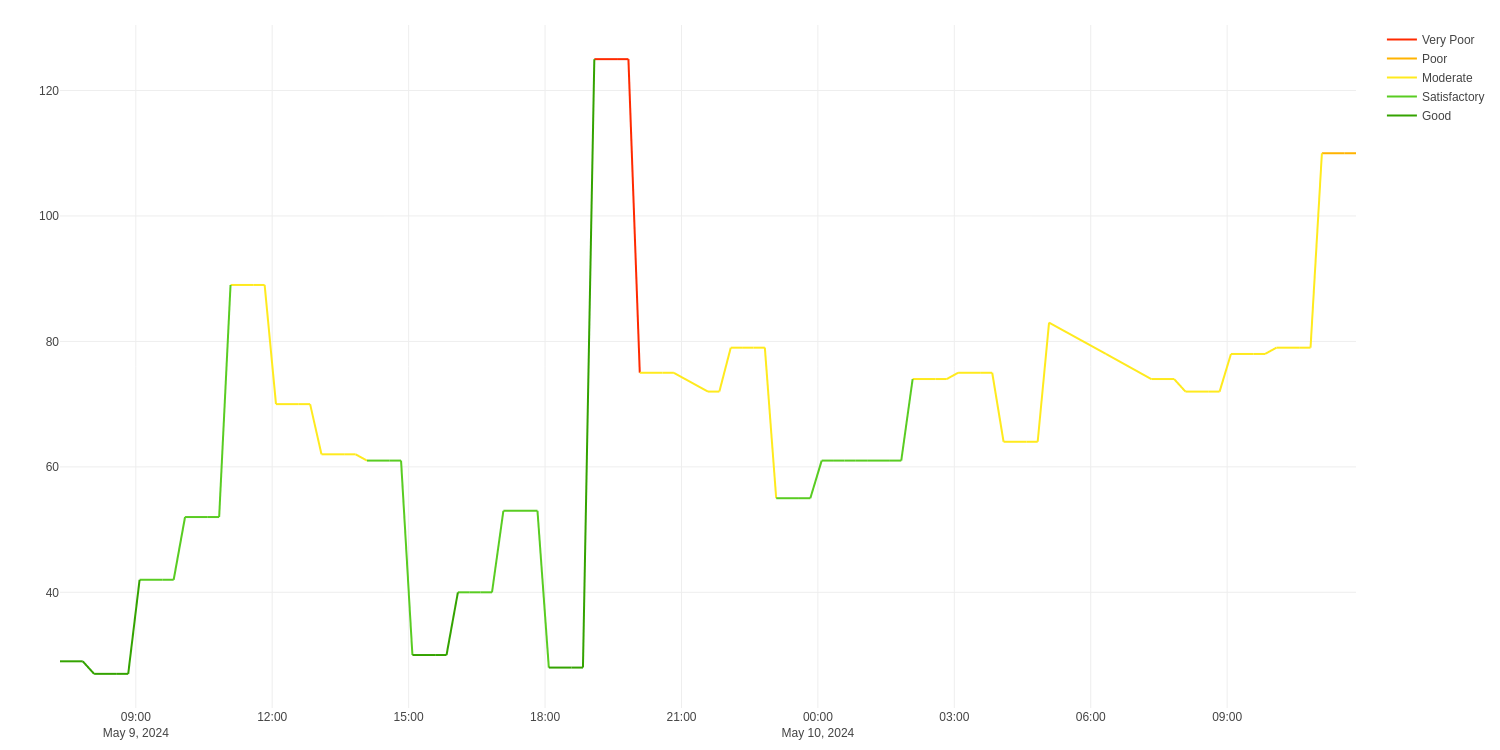 Very Poor
Poor
Moderate
Satisfactory
Good
120
100
80
60
40
09:00
12:00
15:00
18:00
21:00
00:00
03:00
06:00
09:00
May 9, 2024
May 10, 2024